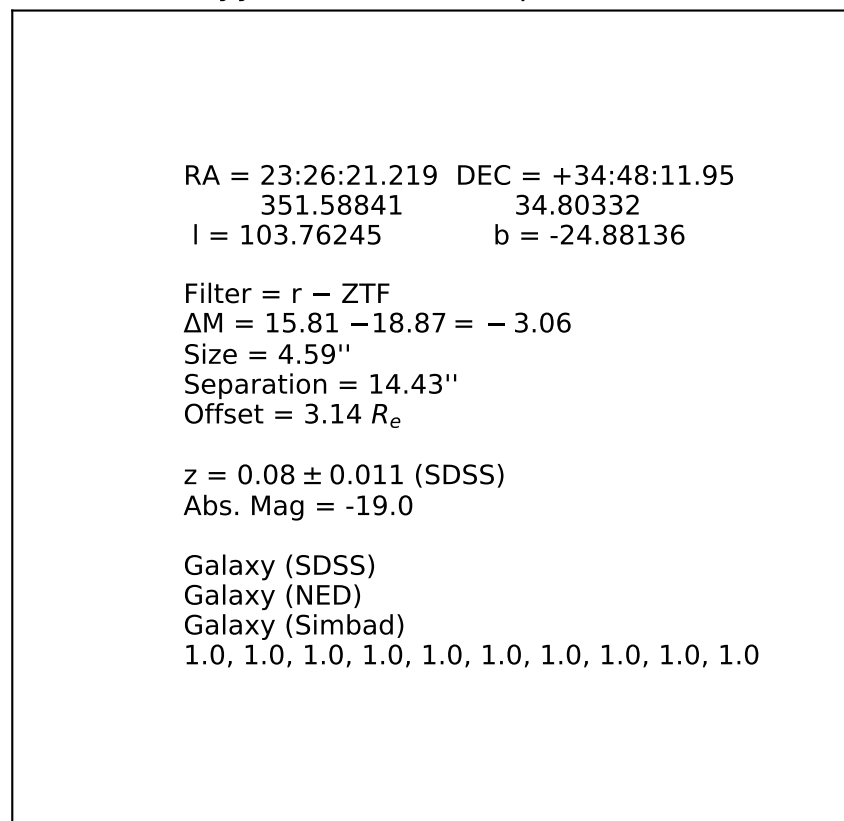 RA = 23:26:21.219 DEC = +34:48:11.95
351.58841 34.80332
l = 103.76245 b = -24.88136
Filter = r − ZTF
ΔM = 15.81 −18.87 = − 3.06
Size = 4.59''
Separation = 14.43''
Offset = 3.14 Re
z = 0.08 ± 0.011 (SDSS)
Abs. Mag = -19.0
Galaxy (SDSS)
Galaxy (NED)
Galaxy (Simbad)
1.0, 1.0, 1.0, 1.0, 1.0, 1.0, 1.0, 1.0, 1.0, 1.0